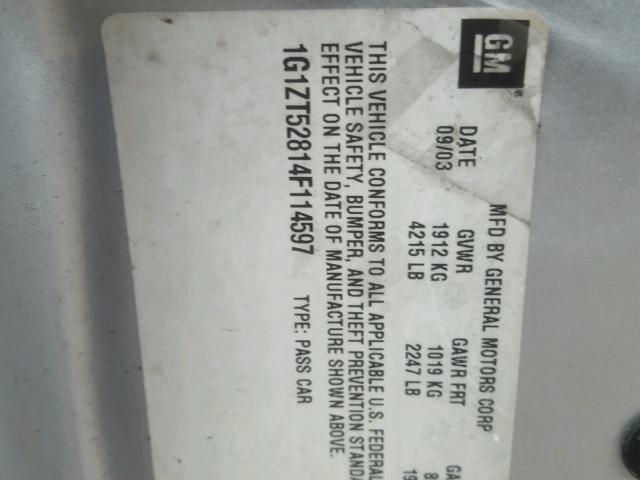 GM
MFD BY GENERAL MOTORS CORP
DATE GVWR GAWR FRT
09/03 1912 KG 1019 KG
4215 LB 2247 LB
THIS VEHICLE CONFORMS TO ALL APPLICABLE U.S. FEDERAL
VEHICLE SAFETY, BUMPER, AND THEFT PREVENTION STANDA
EFFECT ON THE DATE OF MANUFACTURE SHOWN ABOVE.
1G1ZT52814F114597 TYPE: PASS CAR